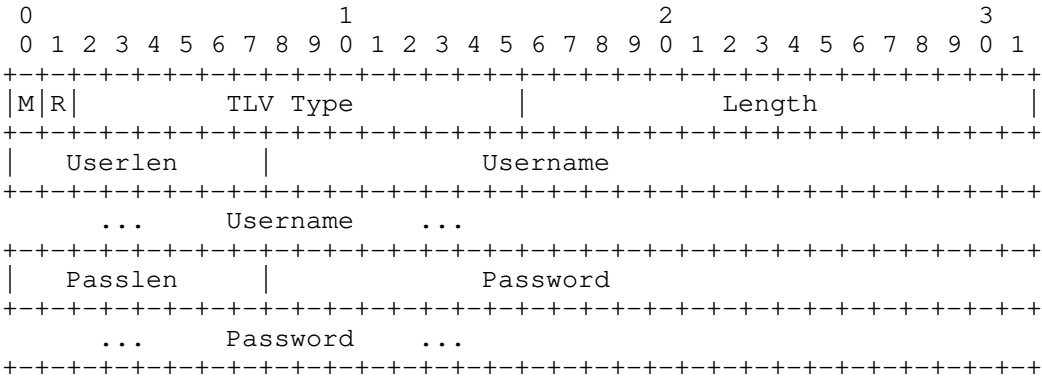 0                   1                   2                   3
 0 1 2 3 4 5 6 7 8 9 0 1 2 3 4 5 6 7 8 9 0 1 2 3 4 5 6 7 8 9 0 1
+-+-+-+-+-+-+-+-+-+-+-+-+-+-+-+-+-+-+-+-+-+-+-+-+-+-+-+-+-+-+-+-+
|M|R|         TLV Type          |            Length             |
+-+-+-+-+-+-+-+-+-+-+-+-+-+-+-+-+-+-+-+-+-+-+-+-+-+-+-+-+-+-+-+-+
|   Userlen     |             Username
+-+-+-+-+-+-+-+-+-+-+-+-+-+-+-+-+-+-+-+-+-+-+-+-+-+-+-+-+-+-+-+-+
      ...     Username    ...
+-+-+-+-+-+-+-+-+-+-+-+-+-+-+-+-+-+-+-+-+-+-+-+-+-+-+-+-+-+-+-+-+
|   Passlen     |             Password
+-+-+-+-+-+-+-+-+-+-+-+-+-+-+-+-+-+-+-+-+-+-+-+-+-+-+-+-+-+-+-+-+
      ...     Password    ...
+-+-+-+-+-+-+-+-+-+-+-+-+-+-+-+-+-+-+-+-+-+-+-+-+-+-+-+-+-+-+-+-+